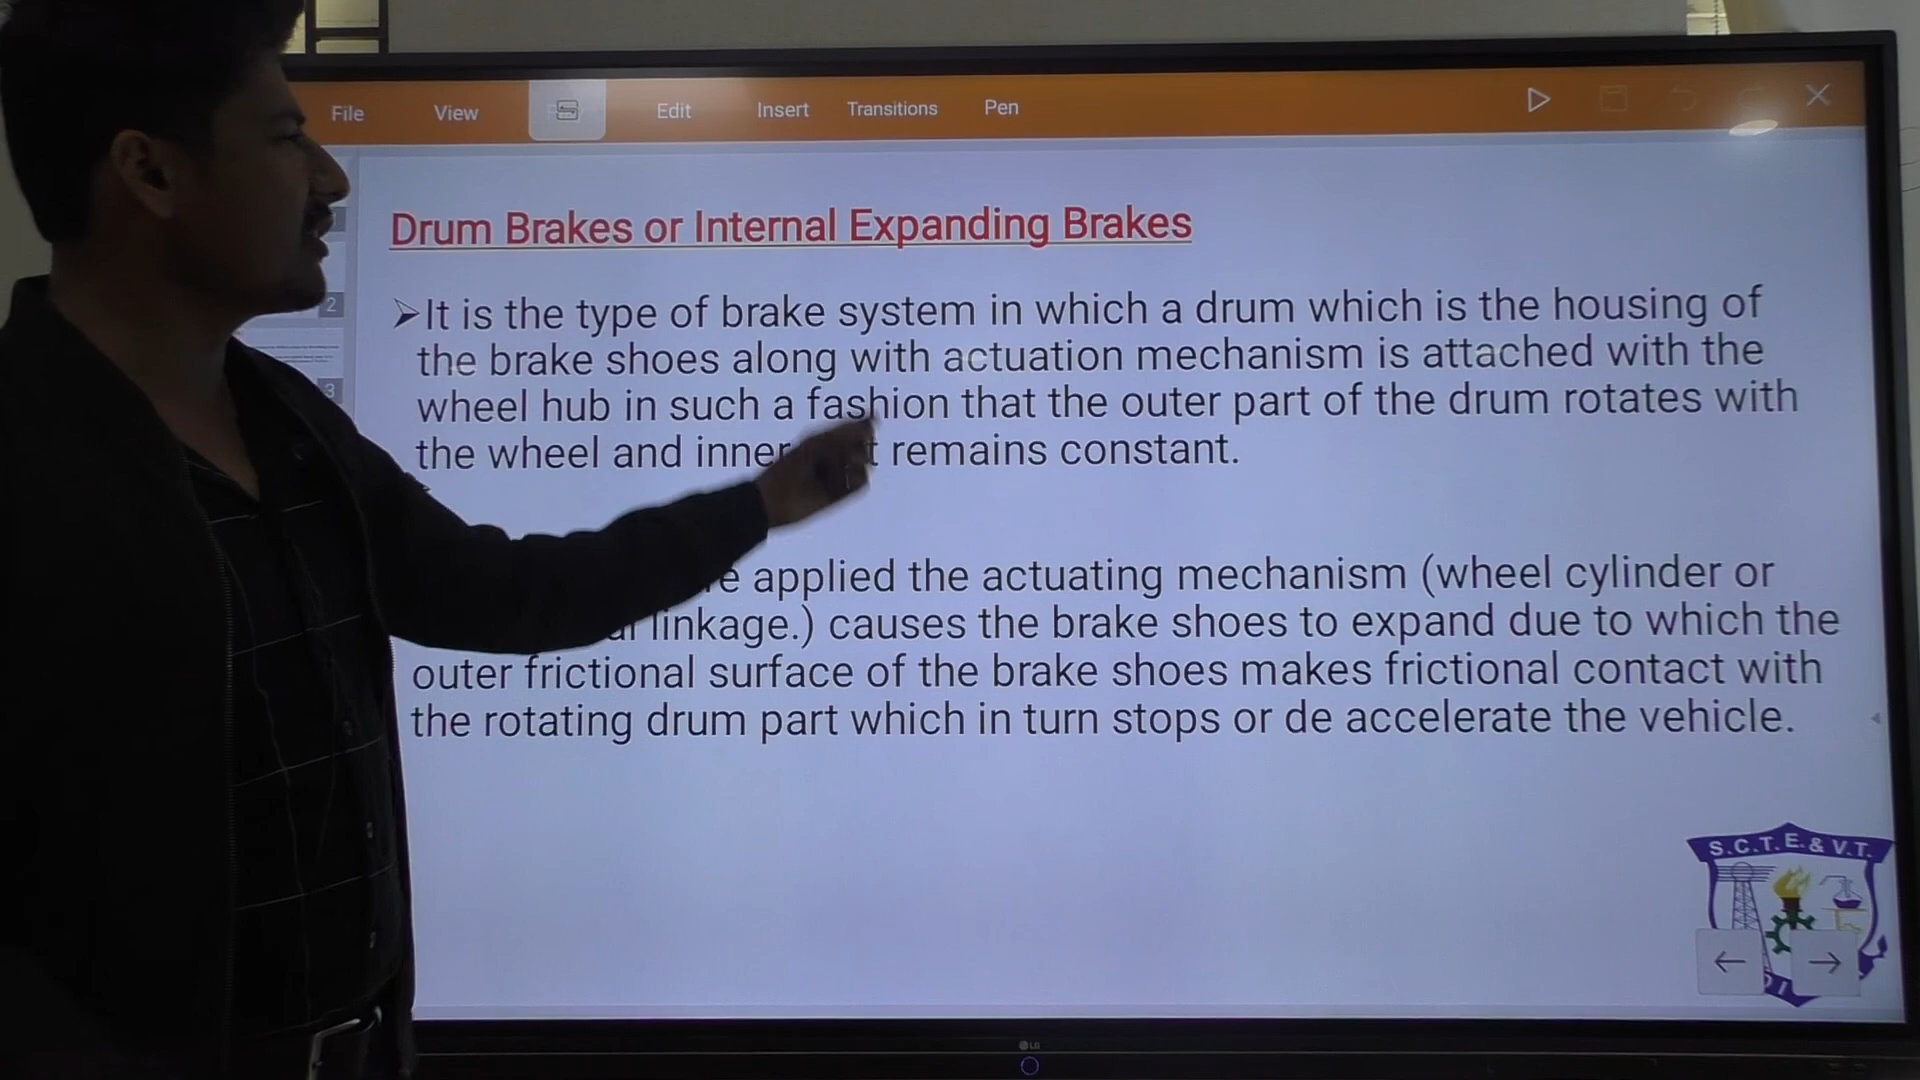 File View Edit Insert Transitions Pen
Drum Brakes or Internal Expanding Brakes
➢It is the type of brake system in which a drum which is the housing of
the brake shoes along with actuation mechanism is attached with the
wheel hub in such a fashion that the outer part of the drum rotates with
the wheel and inner remains constant.
applied the actuating mechanism (wheel cylinder or
linkage.) causes the brake shoes to expand due to which the
outer frictional surface of the brake shoes makes frictional contact with
the rotating drum part which in turn stops or de accelerate the vehicle.
2
3
S.C.T.E.& V.T.
LG